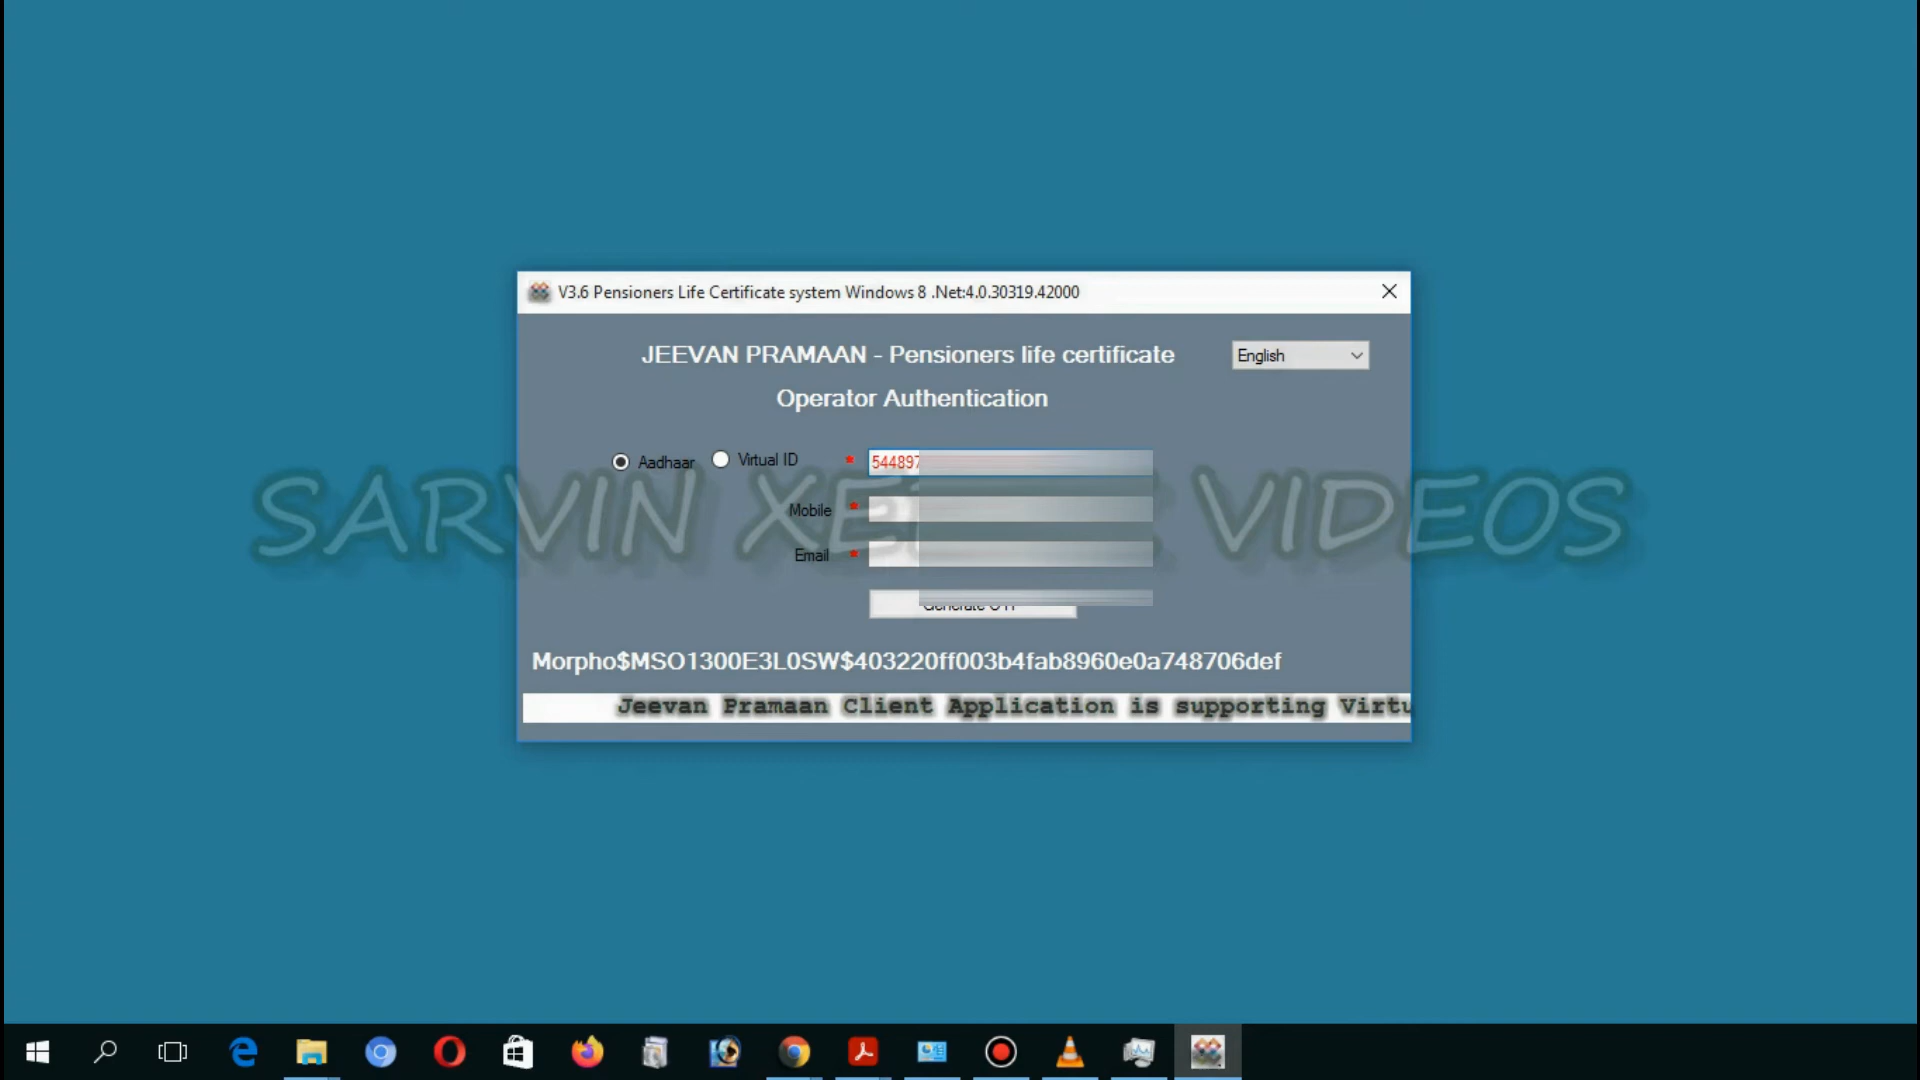 V3.6 Pensioners Life Certificate system Windows 8 .Net:4.0.30319.42000
JEEVAN PRAMAAN - Pensioners life certificate
English
Operator Authentication
Aadhaar
Virtual ID
*
544897
Mobile *
Email *
SARVIN VIDEOS
Generate
Morpho$MSO1300E3L0SW$403220ff003b4fab8960e0a748706def
Jeevan Pramaan Client Application is supporting Virtu